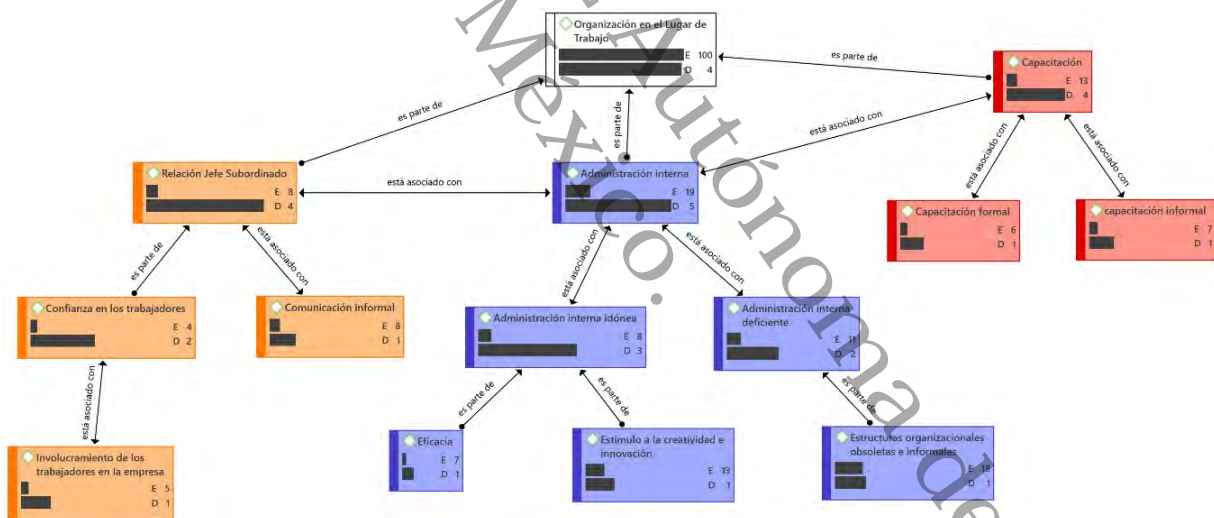 Organización en el Lugar de
Trabajo
E 100
D 4
es parte de
Capacitación
E 13
D 4
es parte de
es parte de
está asociado con
Relación Jefe Subordinado
E 8
D 4
está asociado con
Administración interna
E 19
D 5
está asociado con
está asociado con
Capacitación formal
E 6
D 1
capacitación informal
E 7
D 1
es parte de
está asociado con
está asociado con
está asociado con
Confianza en los trabajadores
E 4
D 2
Comunicación informal
E 8
D 1
Administración interna idónea
E 8
D 3
Administración interna
deficiente
E 11
D 2
está asociado con
es parte de
es parte de
es parte de
Involucramiento de los
trabajadores en la empresa
E 5
D 1
Eficacia
E 7
D 1
Estimulo a la creatividad e
innovación
E 13
D 1
Estructuras organizacionales
obsoletas e informales
E 18
D 1
Autónoma de
México.